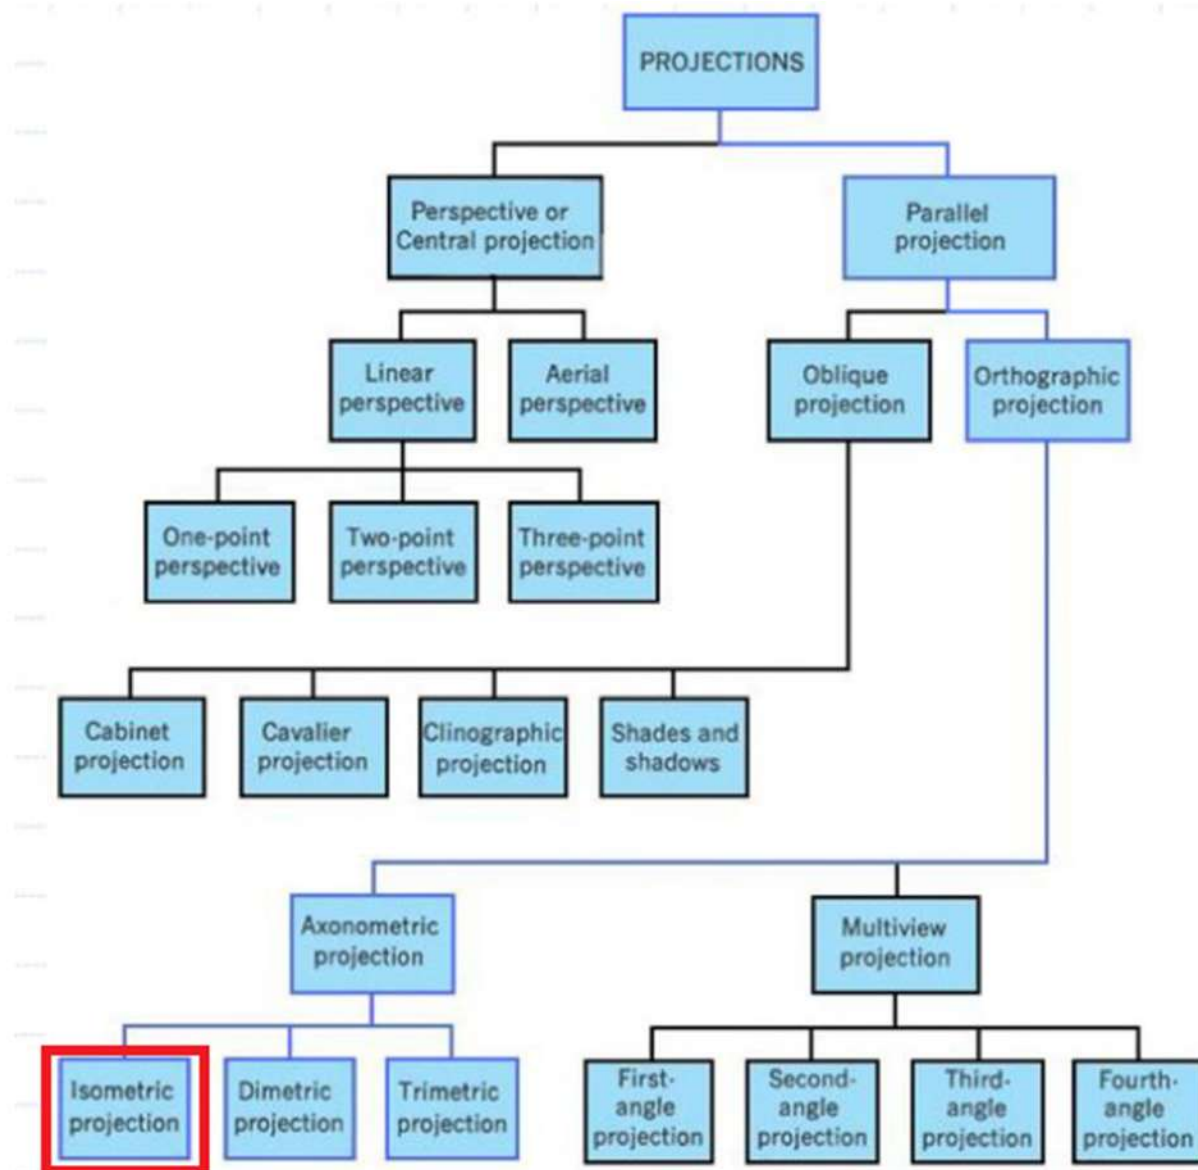 PROJECTIONS
Perspective or
Central projection
Parallel
projection
Linear
perspective
Aerial
perspective
Oblique
projection
Orthographic
projection
One-point
perspective
Two-point
perspective
Three-point
perspective
Cabinet
projection
Cavalier
projection
Clinographic
projection
Shades and
shadows
Axonometric
projection
Multiview
projection
Isometric
projection
Dimetric
projection
Trimetric
projection
First-
angle
projection
Second-
angle
projection
Third-
angle
projection
Fourth-
angle
projection